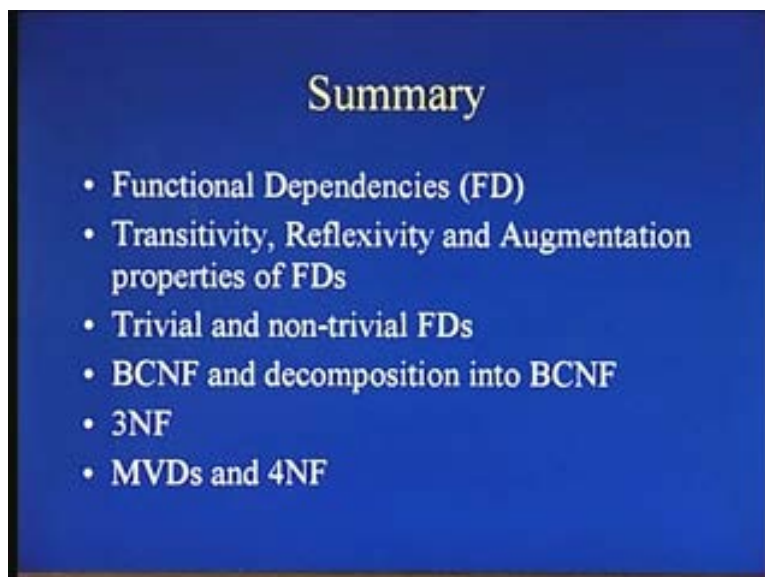 Summary
• Functional Dependencies (FD)
• Transitivity, Reflexivity and Augmentation
properties of FDs
• Trivial and non-trivial FDs
• BCNF and decomposition into BCNF
• 3NF
• MVDs and 4NF